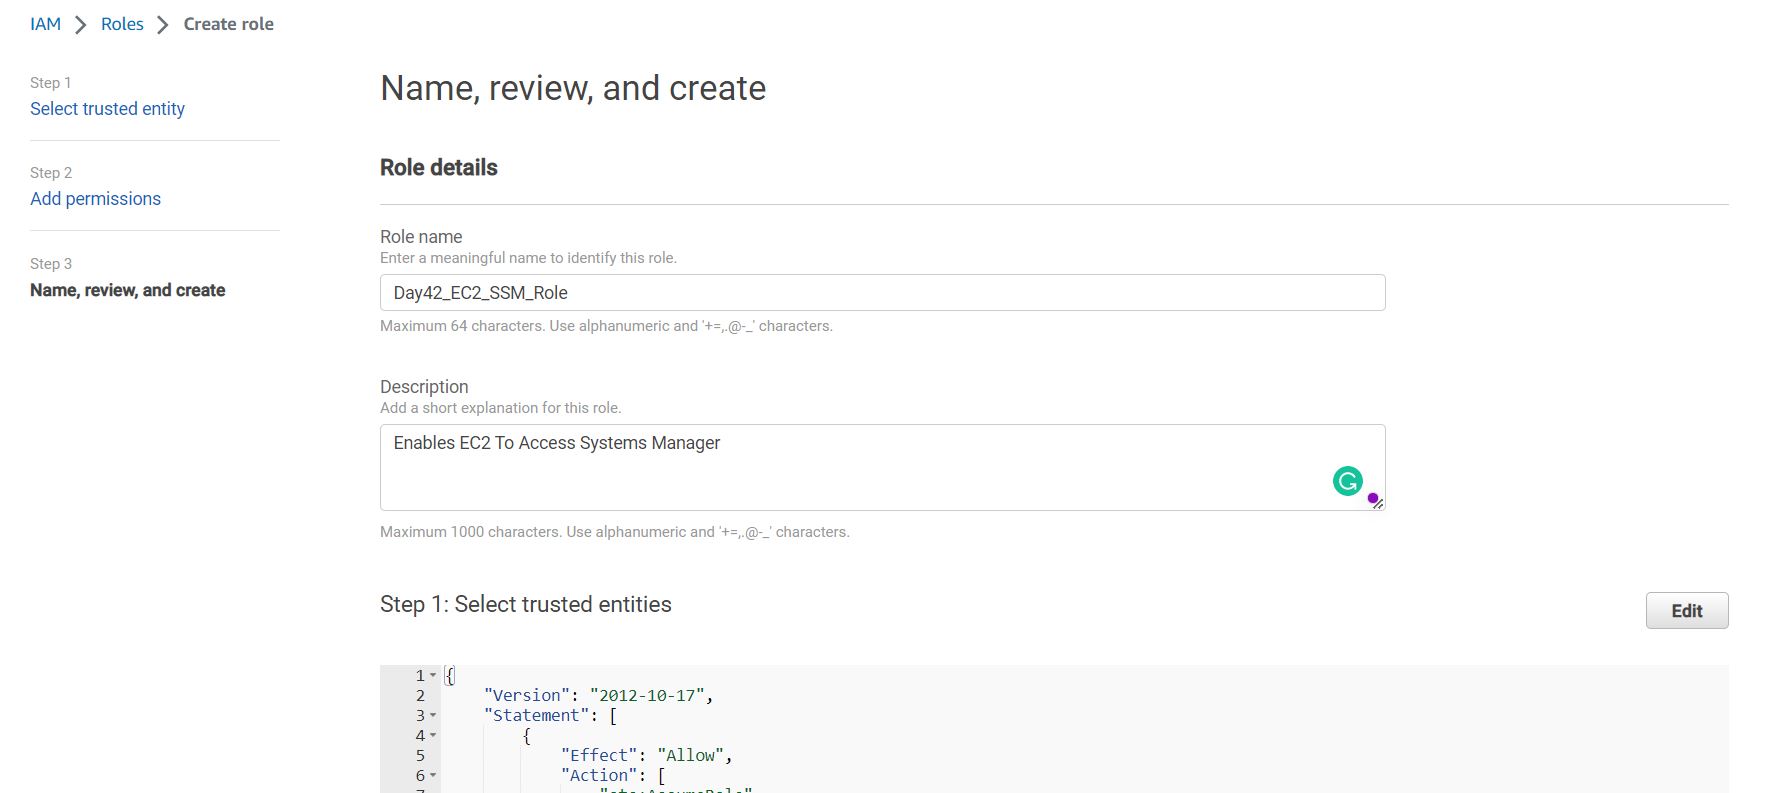 IAM > Roles > Create role
Step 1
Select trusted entity
Step 2
Add permissions
Step 3
Name, review, and create
Name, review, and create
Role details
Role name
Enter a meaningful name to identify this role.
Day42_EC2_SSM_Role
Maximum 64 characters. Use alphanumeric and '+=,.@-_' characters.
Description
Add a short explanation for this role.
Enables EC2 To Access Systems Manager
Maximum 1000 characters. Use alphanumeric and '+=,.@-_' characters.
Step 1: Select trusted entities
Edit
1 {
2 "Version": "2012-10-17",
3 "Statement": [
4 {
5 "Effect": "Allow",
6 "Action": [